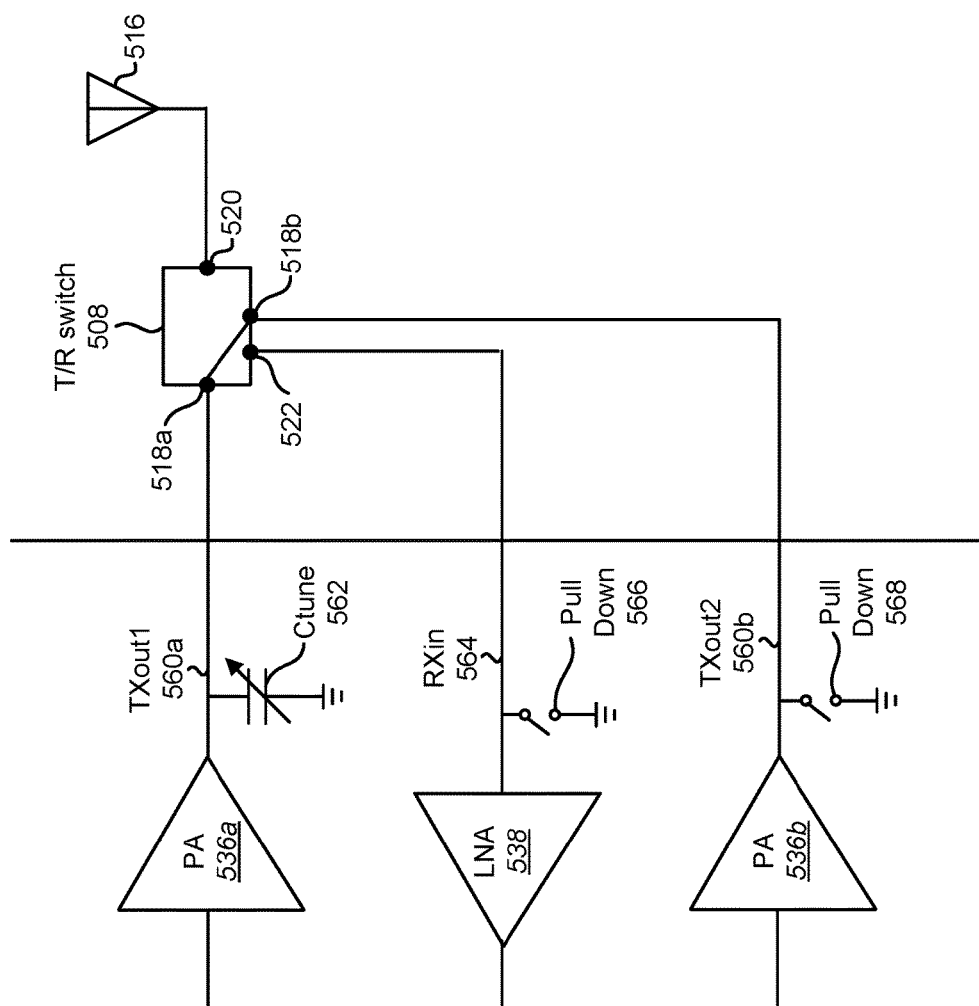 516
520
518b
T/R switch
508
518a
522
TXout1
560a
Ctune
562
PA
536a
RXin
564
Pull
Down
566
LNA
538
TXout2
560b
Pull
Down
568
PA
536b